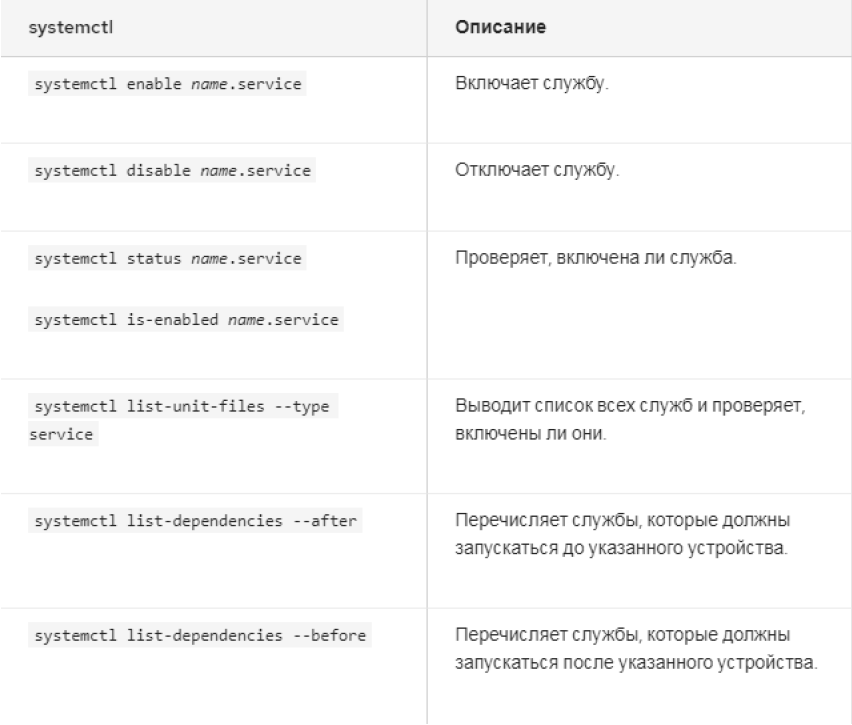 systemctl
Описание
systemctl enable name.service
Включает службу.
systemctl disable name.service
Отключает службу.
systemctl status name.service
Проверяет, включена ли служба.
systemctl is-enabled name.service
systemctl list-unit-files --type
service
Выводит список всех служб и проверяет,
включены ли они.
systemctl list-dependencies --after
Перечисляет службы, которые должны
запускаться до указанного устройства.
systemctl list-dependencies --before
Перечисляет службы, которые должны
запускаться после указанного устройства.